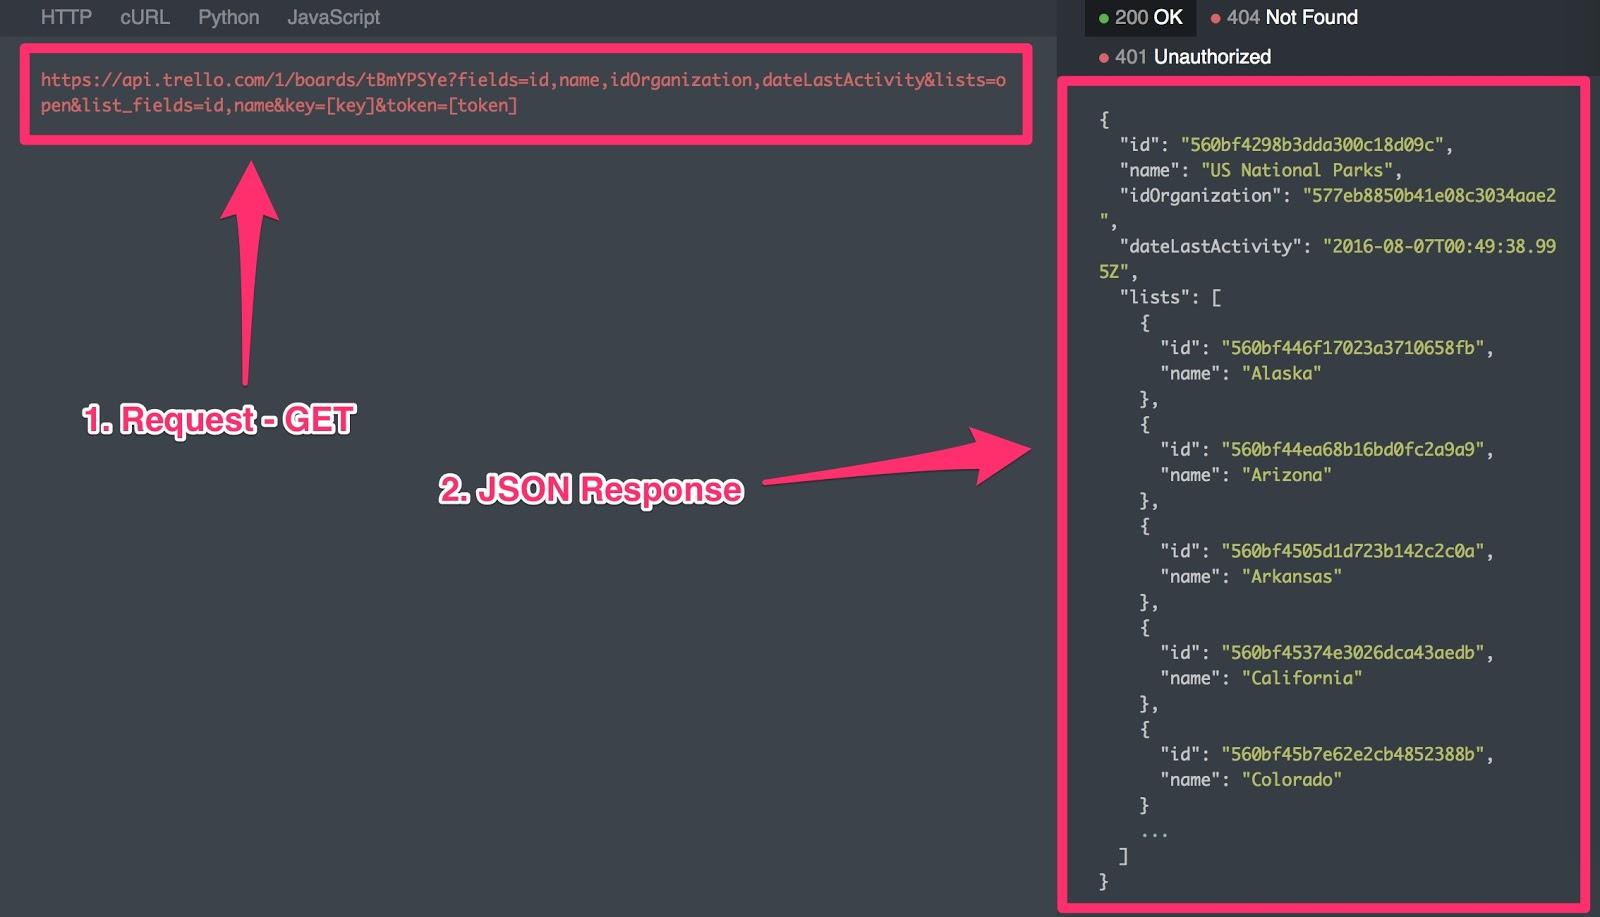 HTTP cURL Python JavaScript
https://api.trello.com/1/boards/tBmYPSYe?fields=id,name,idOrganization,dateLastActivity&lists=o
pen&list_fields=id,name&key=[key]&token=[token]
1. Request - GET
2. JSON Response
200 OK 404 Not Found
401 Unauthorized
{
"id": "560bf4298b3dda300c18d09c",
"name": "US National Parks",
"idOrganization": "577eb8850b41e08c3034aae2
",
"dateLastActivity": "2016-08-07T00:49:38.99
5Z",
"lists": [
{
"id": "560bf446f17023a3710658fb",
"name": "Alaska"
},
{
"id": "560bf44ea68b16bd0fc2a9a9",
"name": "Arizona"
},
{
"id": "560bf4505d1d723b142c2c0a",
"name": "Arkansas"
},
{
"id": "560bf45374e3026dca43aedb",
"name": "California"
},
{
"id": "560bf45b7e62e2cb4852388b",
"name": "Colorado"
}
...
]
}